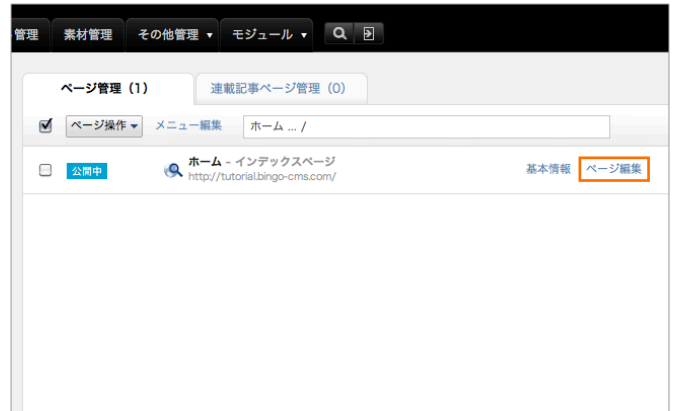 管理 素材管理 その他管理 ▼ モジュール ▼
ページ管理（1） 連載記事ページ管理（0）
ページ操作 ▼ メニュー編集 ホーム ... /
公開中 ホーム - インデックスページ 基本情報 ページ編集
http://tutorial.bingo-cms.com/